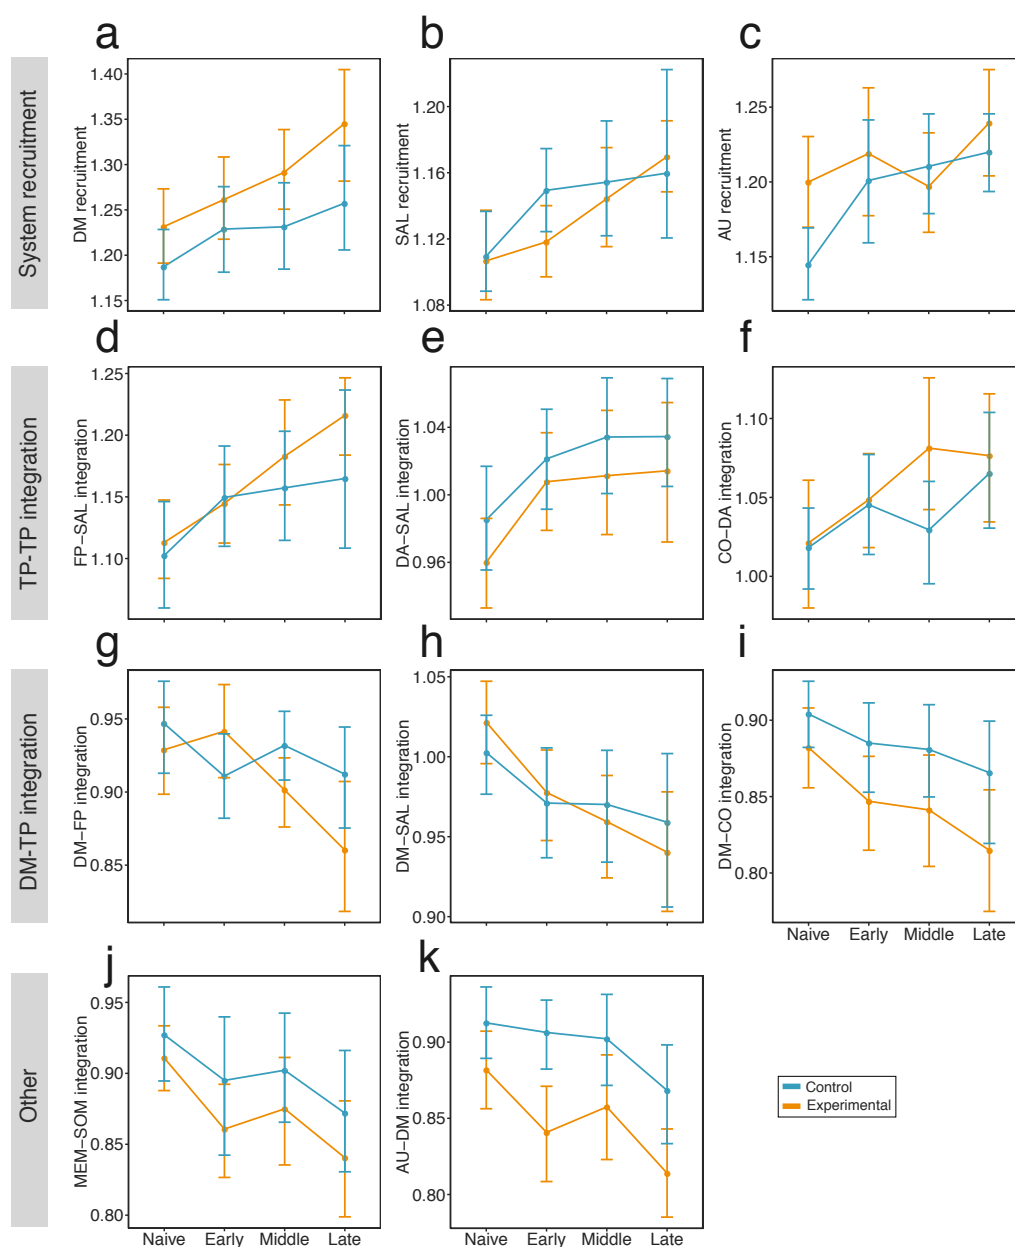 a
b
c
System recruitment
DM recruitment
1.40
1.35
1.30
1.25
1.20
1.15
SAL recruitment
1.20
1.16
1.12
1.08
AU recruitment
1.25
1.20
1.15
d
e
f
TP-TP integration
FP–SAL integration
1.25
1.20
1.15
1.10
DA–SAL integration
1.04
1.00
0.96
CO–DA integration
1.10
1.05
1.00
g
h
i
DM-TP integration
DM–FP integration
0.95
0.90
0.85
DM–SAL integration
1.05
1.00
0.95
0.90
DM–CO integration
0.90
0.85
0.80
Naive Early Middle Late
j
k
Other
MEM–SOM integration
0.95
0.90
0.85
0.80
Naive Early Middle Late
AU–DM integration
0.90
0.85
0.80
Naive Early Middle Late
Control
Experimental